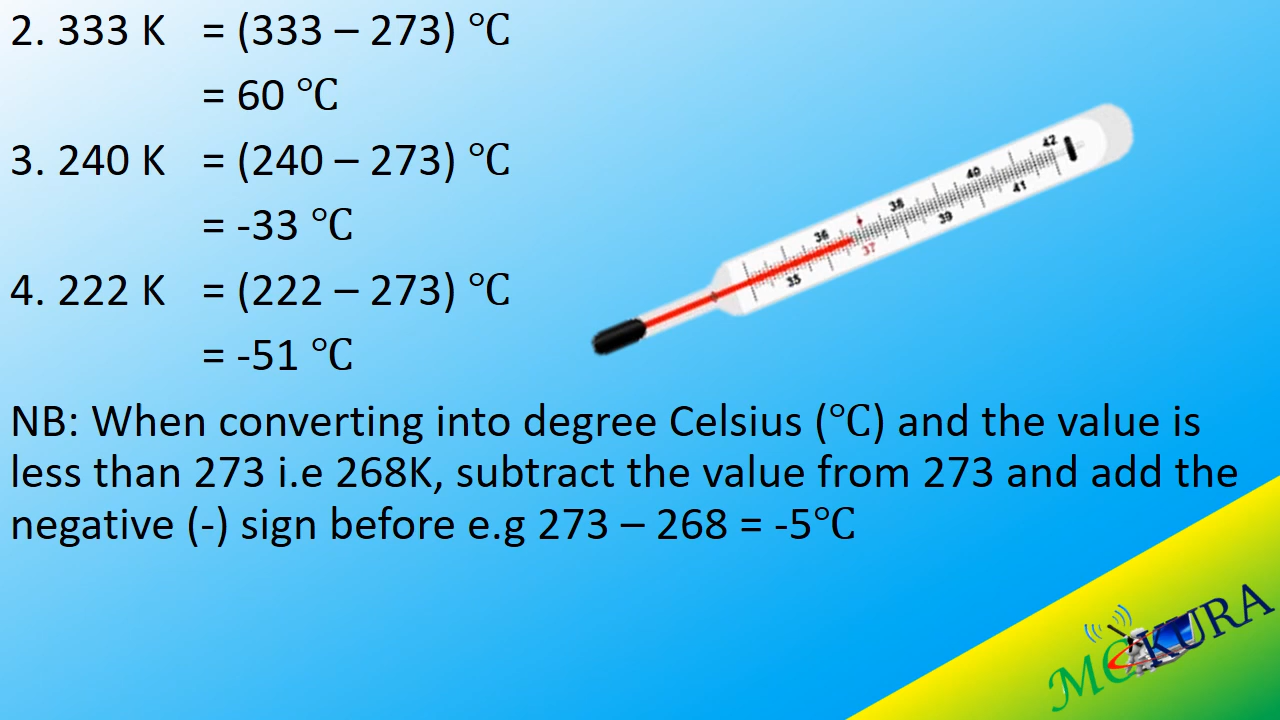 2. 333 K = (333 – 273) °C
= 60 °C
3. 240 K = (240 – 273) °C
= -33 °C
4. 222 K = (222 – 273) °C
= -51 °C
NB: When converting into degree Celsius (°C) and the value is
less than 273 i.e 268K, subtract the value from 273 and add the
negative (-) sign before e.g 273 – 268 = -5°C
35 36 37 38 39 40 41 42
MCKURA